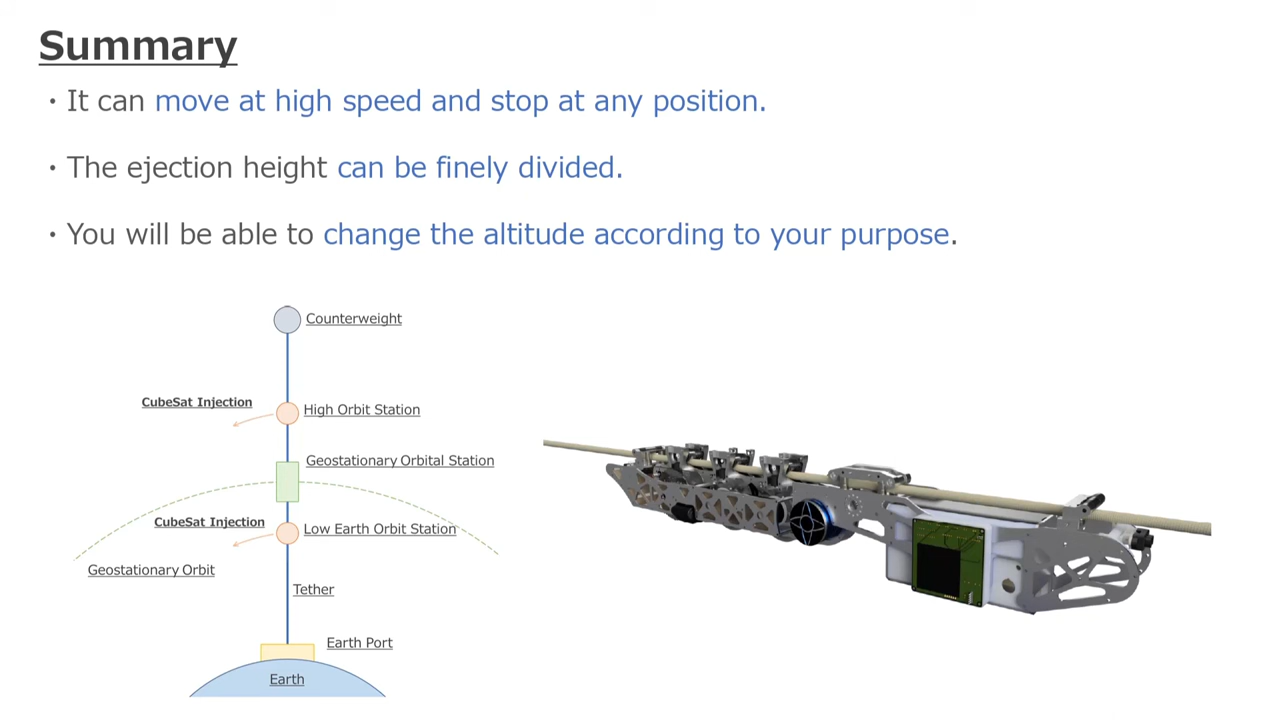 Summary
・It can move at high speed and stop at any position.
・The ejection height can be finely divided.
・You will be able to change the altitude according to your purpose.
Counterweight
CubeSat Injection
High Orbit Station
Geostationary Orbital Station
CubeSat Injection
Low Earth Orbit Station
Geostationary Orbit
Tether
Earth Port
Earth